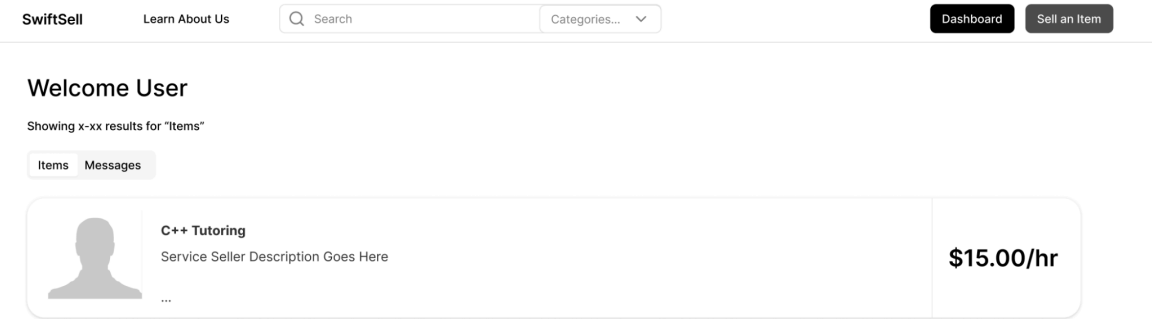 SwiftSell Learn About Us Search Categories... Dashboard Sell an Item
Welcome User
Showing x-xx results for “Items”
Items Messages
C++ Tutoring
Service Seller Description Goes Here
...
$15.00/hr